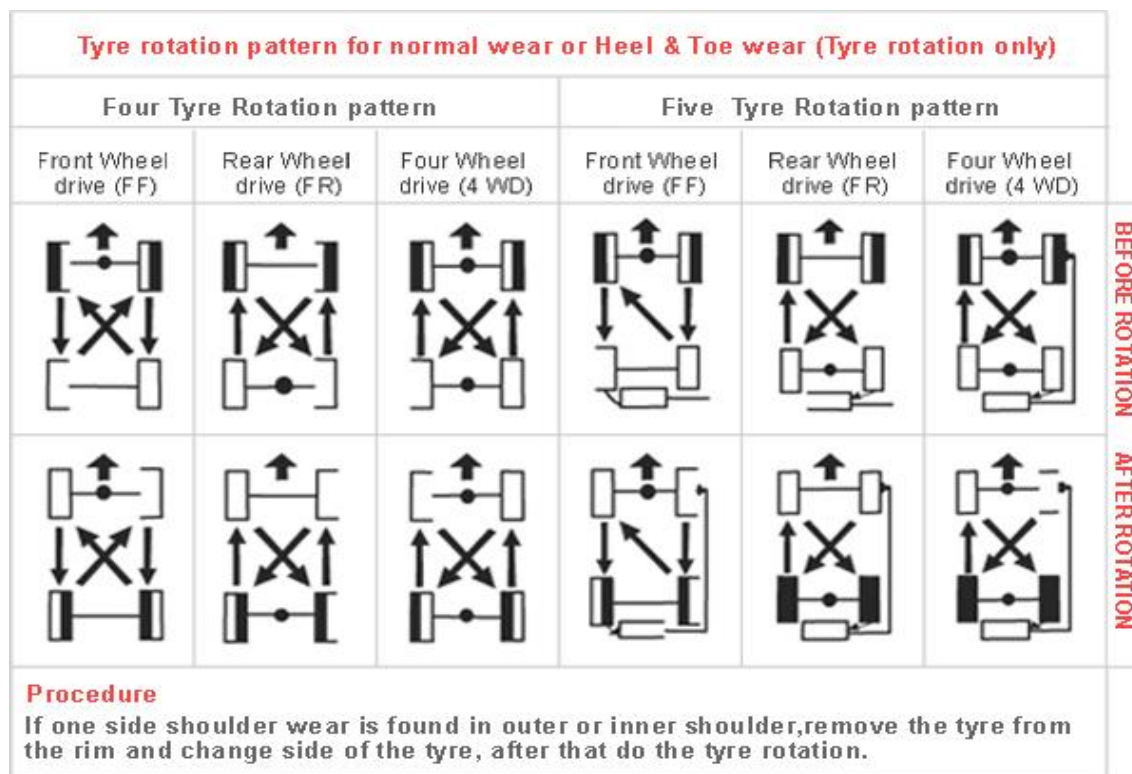 Tyre rotation pattern for normal wear or Heel & Toe wear (Tyre rotation only)
Four Tyre Rotation pattern
Five Tyre Rotation pattern
Front Wheel
drive (FF)
Rear Wheel
drive (FR)
Four Wheel
drive (4 WD)
Front Wheel
drive (FF)
Rear Wheel
drive (FR)
Four Wheel
drive (4 WD)
BEFORE ROTATION
AFTER ROTATION
Procedure
If one side shoulder wear is found in outer or inner shoulder,remove the tyre from
the rim and change side of the tyre, after that do the tyre rotation.